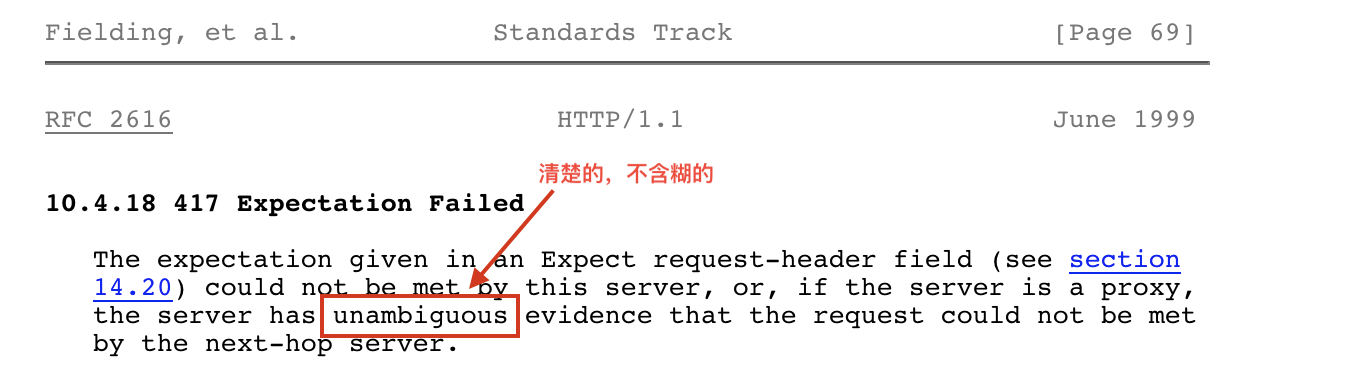 Fielding, et al. Standards Track [Page 69]
RFC 2616 HTTP/1.1 June 1999
清楚的，不含糊的
10.4.18 417 Expectation Failed
The expectation given in an Expect request-header field (see section
14.20) could not be met by this server, or, if the server is a proxy,
the server has unambiguous evidence that the request could not be met
by the next-hop server.